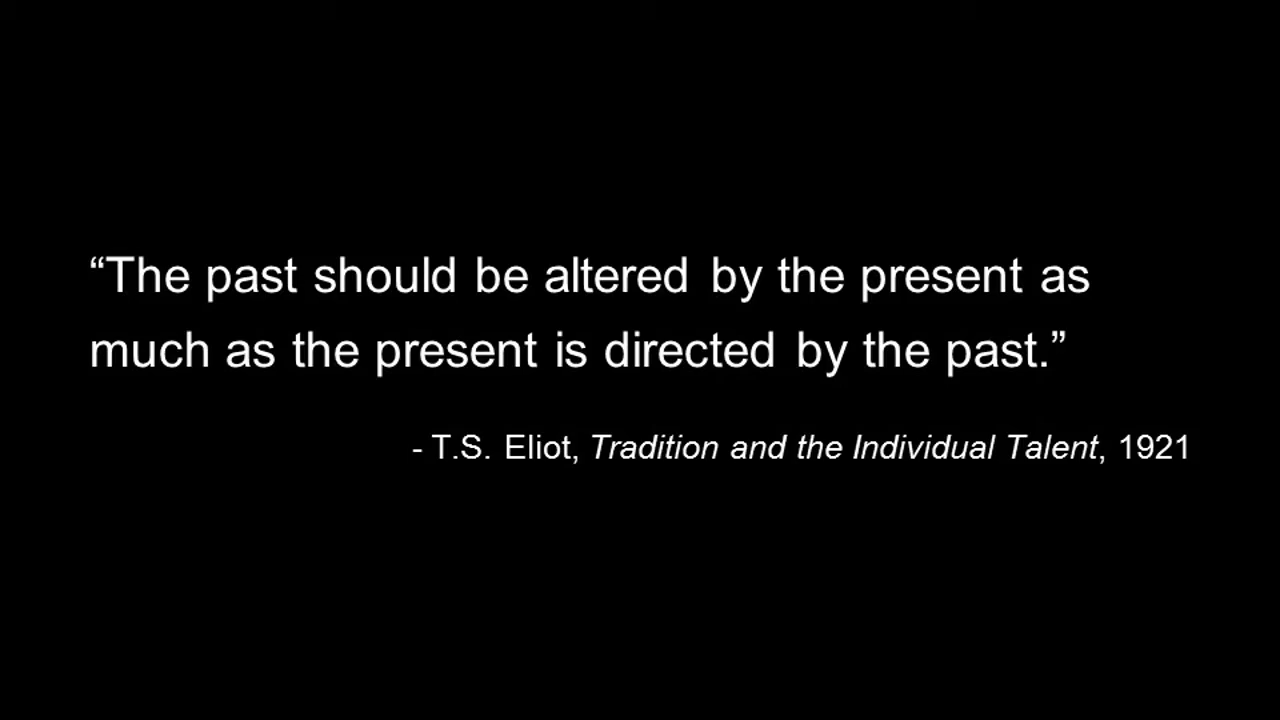 “The past should be altered by the present as
much as the present is directed by the past.”
- T.S. Eliot, Tradition and the Individual Talent, 1921